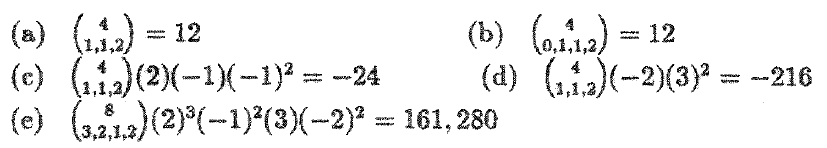 (a) \binom{4}{1,1,2} = 12 (b) \binom{4}{0,1,1,2} = 12
(c) \binom{4}{1,1,2}(2)(-1)(-1)^2 = -24 (d) \binom{4}{1,1,2}(-2)(3)^2 = -216
(e) \binom{8}{3,2,1,2}(2)^3(-1)^2(3)(-2)^2 = 161,280